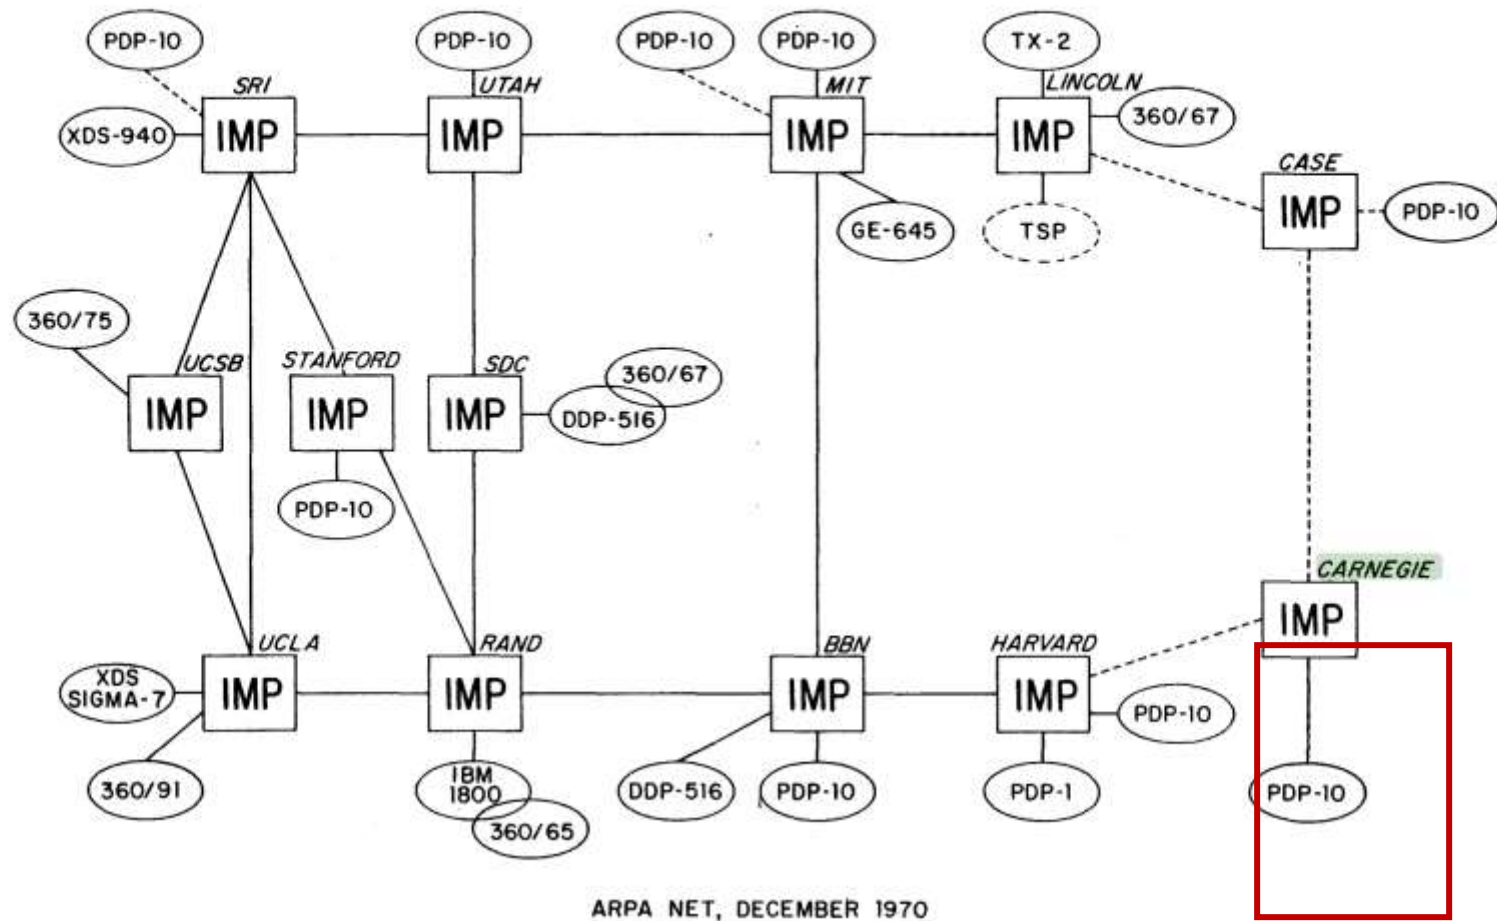 PDP-10
PDP-10
PDP-10
PDP-10
TX-2
SRI
UTAH
MIT
LINCOLN
XDS-940
IMP
IMP
IMP
IMP
360/67
CASE
IMP
PDP-10
GE-645
TSP
360/75
UCSB
STANFORD
SDC
360/67
IMP
IMP
IMP
DDP-516
PDP-10
CARNEGIE
IMP
UCLA
RAND
BBN
HARVARD
XDS
SIGMA-7
IMP
IMP
IMP
IMP
PDP-10
360/91
IBM
1800
360/65
DDP-516
PDP-10
PDP-1
PDP-10
ARPA NET, DECEMBER 1970